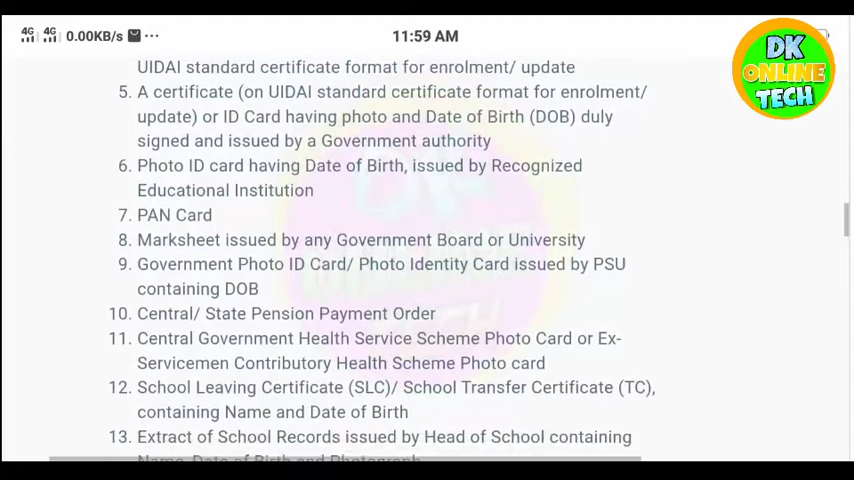 4G 4G 0.00KB/s ... 11:59 AM
DK
ONLINE
TECH
UIDAI standard certificate format for enrolment/ update
5. A certificate (on UIDAI standard certificate format for enrolment/
update) or ID Card having photo and Date of Birth (DOB) duly
signed and issued by a Government authority
6. Photo ID card having Date of Birth, issued by Recognized
Educational Institution
7. PAN Card
8. Marksheet issued by any Government Board or University
9. Government Photo ID Card/ Photo Identity Card issued by PSU
containing DOB
10. Central/ State Pension Payment Order
11. Central Government Health Service Scheme Photo Card or Ex-
Servicemen Contributory Health Scheme Photo card
12. School Leaving Certificate (SLC)/ School Transfer Certificate (TC),
containing Name and Date of Birth
13. Extract of School Records issued by Head of School containing
Name, Date of Birth and Photograph